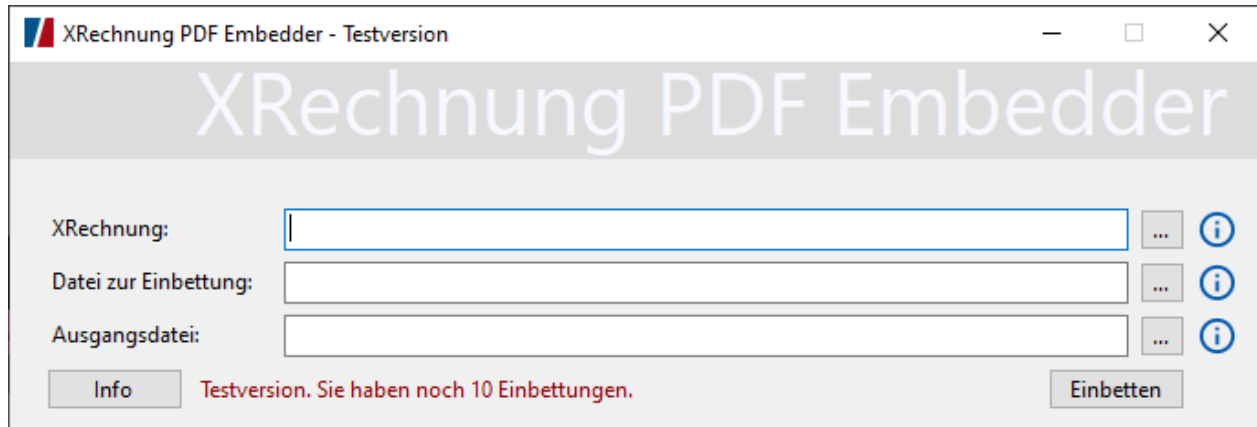 XRechnung PDF Embedder - Testversion
XRechnung PDF Embedder
XRechnung: ...
Datei zur Einbettung: ...
Ausgangsdatei: ...
Info Testversion. Sie haben noch 10 Einbettungen. Einbetten